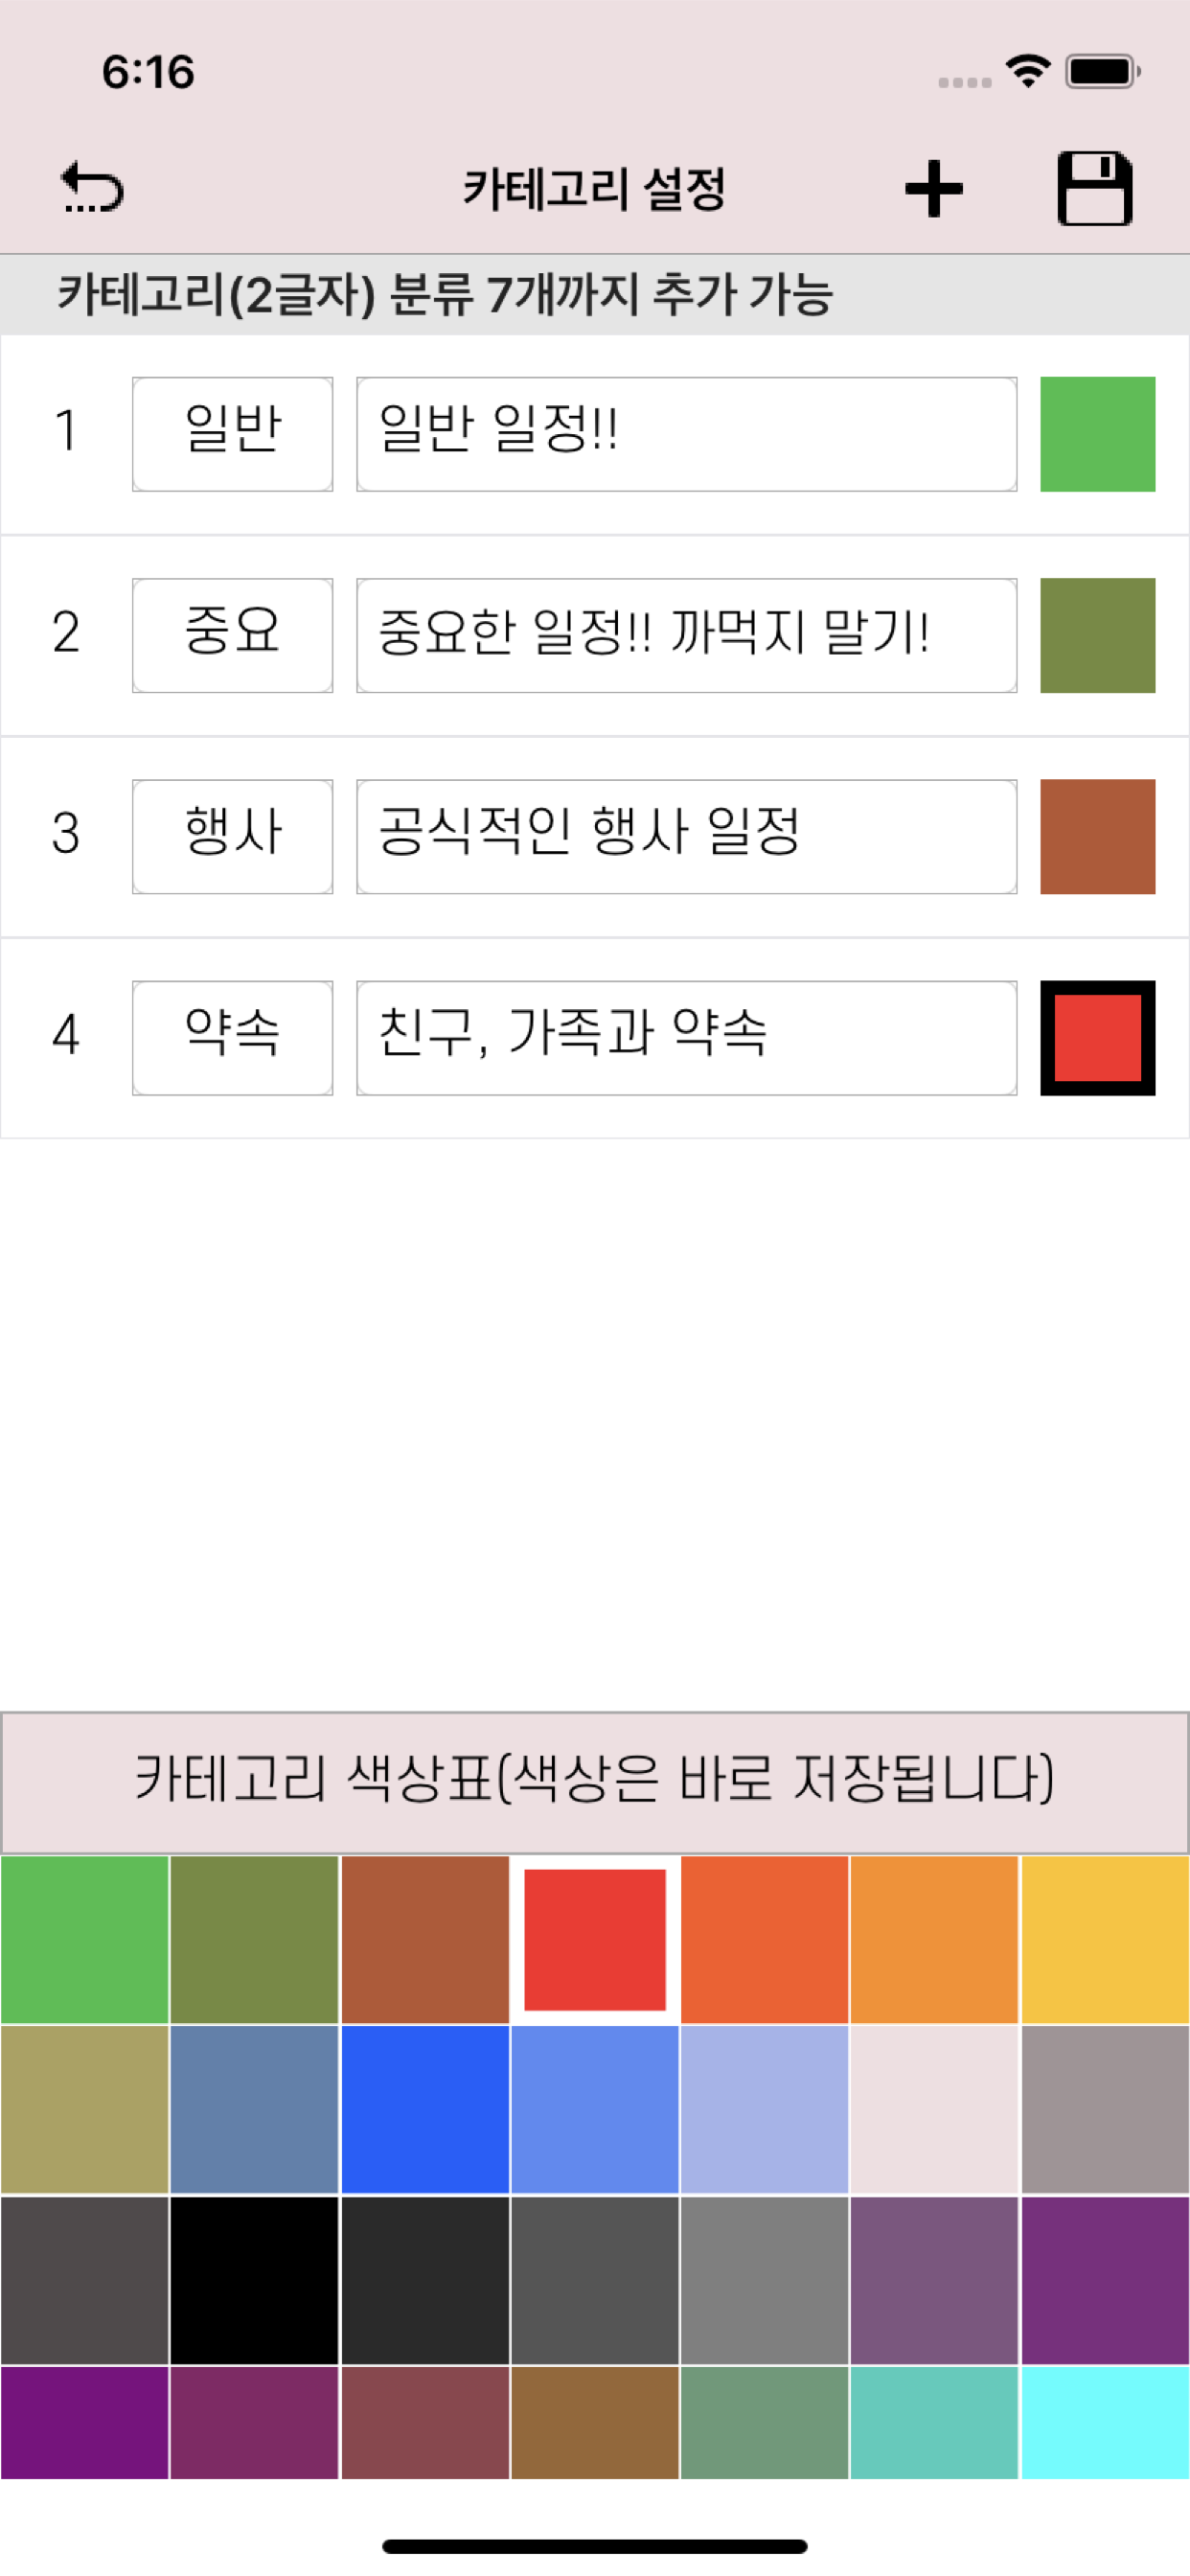 6:16
카테고리 설정
카테고리(2글자) 분류 7개까지 추가 가능
1 일반 일반 일정!!
2 중요 중요한 일정!! 까먹지 말기!
3 행사 공식적인 행사 일정
4 약속 친구, 가족과 약속
카테고리 색상표(색상은 바로 저장됩니다)